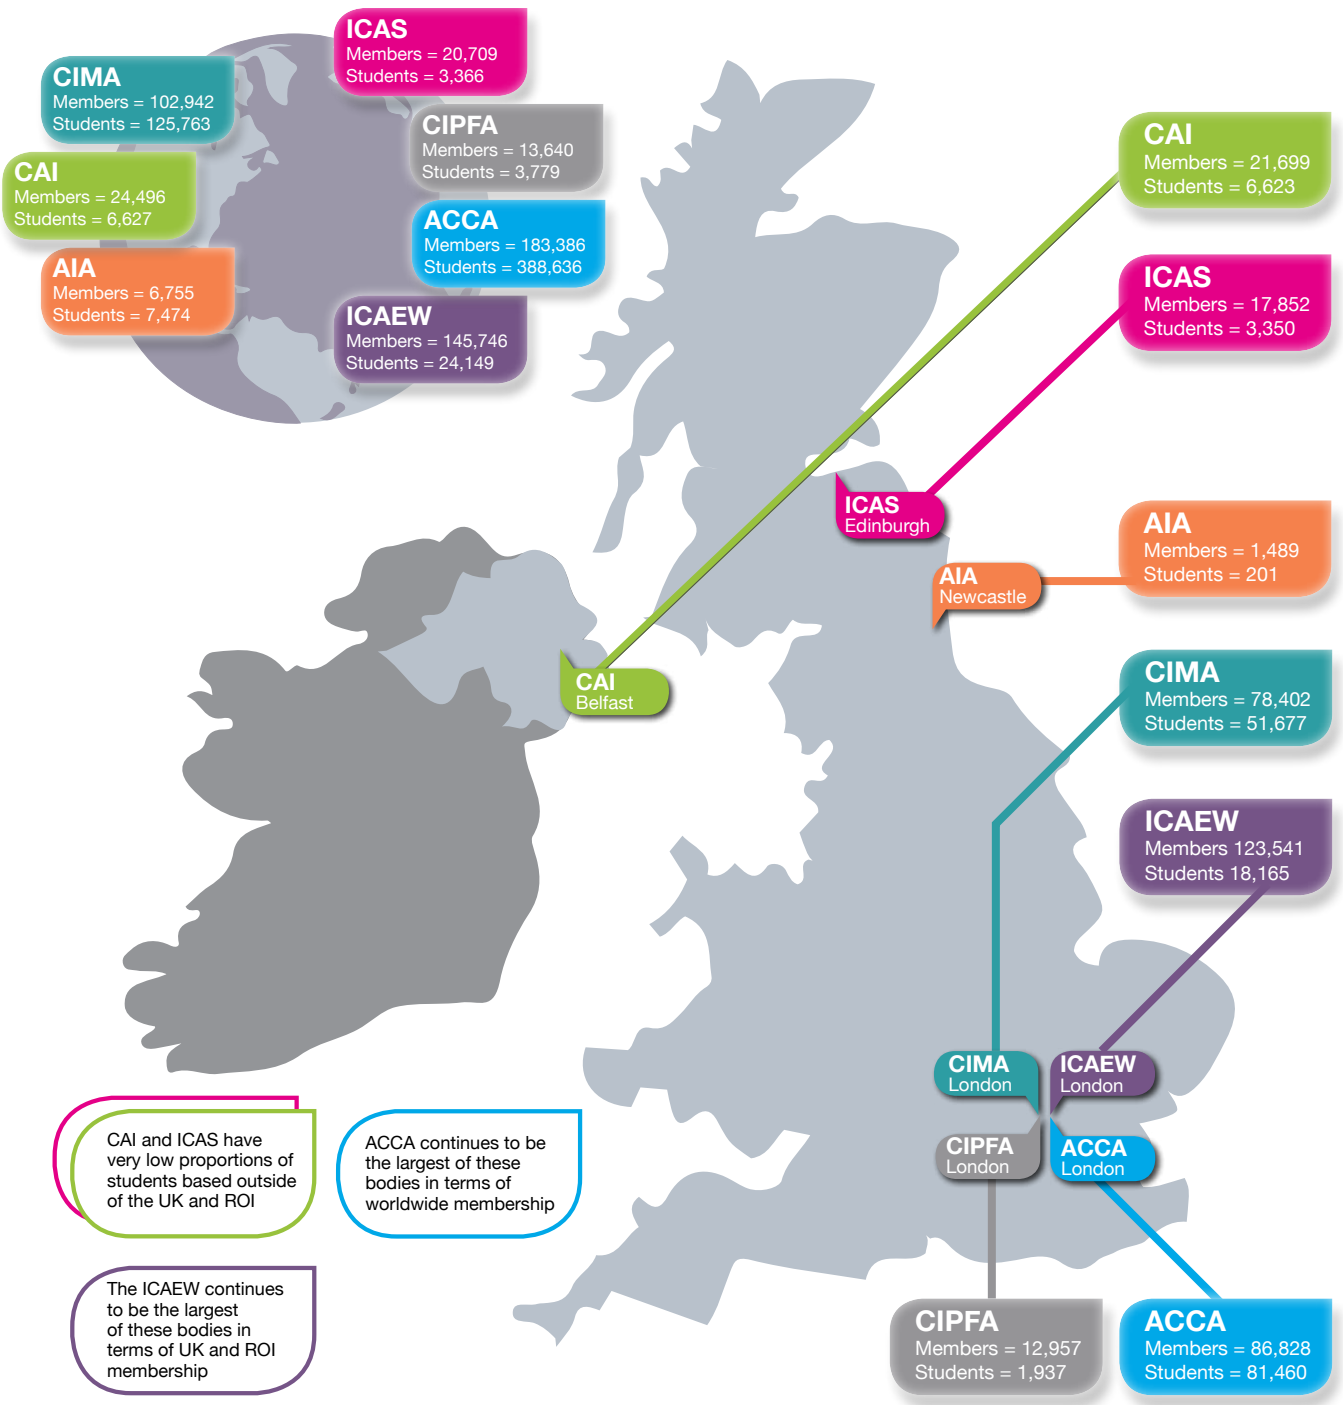 ICAS
Members = 20,709
Students = 3,366
CIMA
Members = 102,942
Students = 125,763
CIPFA
Members = 13,640
Students = 3,779
CAI
Members = 24,496
Students = 6,627
ACCA
Members = 183,386
Students = 388,636
AIA
Members = 6,755
Students = 7,474
ICAEW
Members = 145,746
Students = 24,149
CAI
Members = 21,699
Students = 6,623
ICAS
Members = 17,852
Students = 3,350
ICAS
Edinburgh
AIA
Members = 1,489
Students = 201
AIA
Newcastle
CAI
Belfast
CIMA
Members = 78,402
Students = 51,677
ICAEW
Members 123,541
Students 18,165
CIMA
London
ICAEW
London
CIPFA
London
ACCA
London
CAI and ICAS have
very low proportions of
students based outside
of the UK and ROI
ACCA continues to be
the largest of these
bodies in terms of
worldwide membership
The ICAEW continues
to be the largest
of these bodies in
terms of UK and ROI
membership
CIPFA
Members = 12,957
Students = 1,937
ACCA
Members = 86,828
Students = 81,460